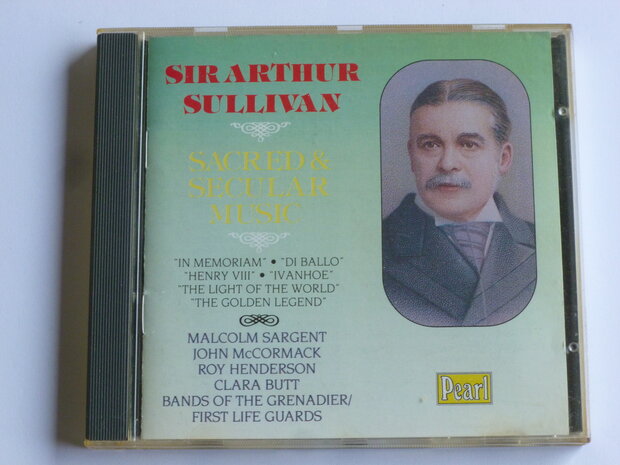 SIR ARTHUR
SULLIVAN
SACRED &
SECULAR
MUSIC
"IN MEMORIAM" • "DI BALLO"
"HENRY VIII" • "IVANHOE"
"THE LIGHT OF THE WORLD"
"THE GOLDEN LEGEND"
MALCOLM SARGENT
JOHN McCORMACK
ROY HENDERSON
CLARA BUTT
BANDS OF THE GRENADIER/
FIRST LIFE GUARDS
Pearl